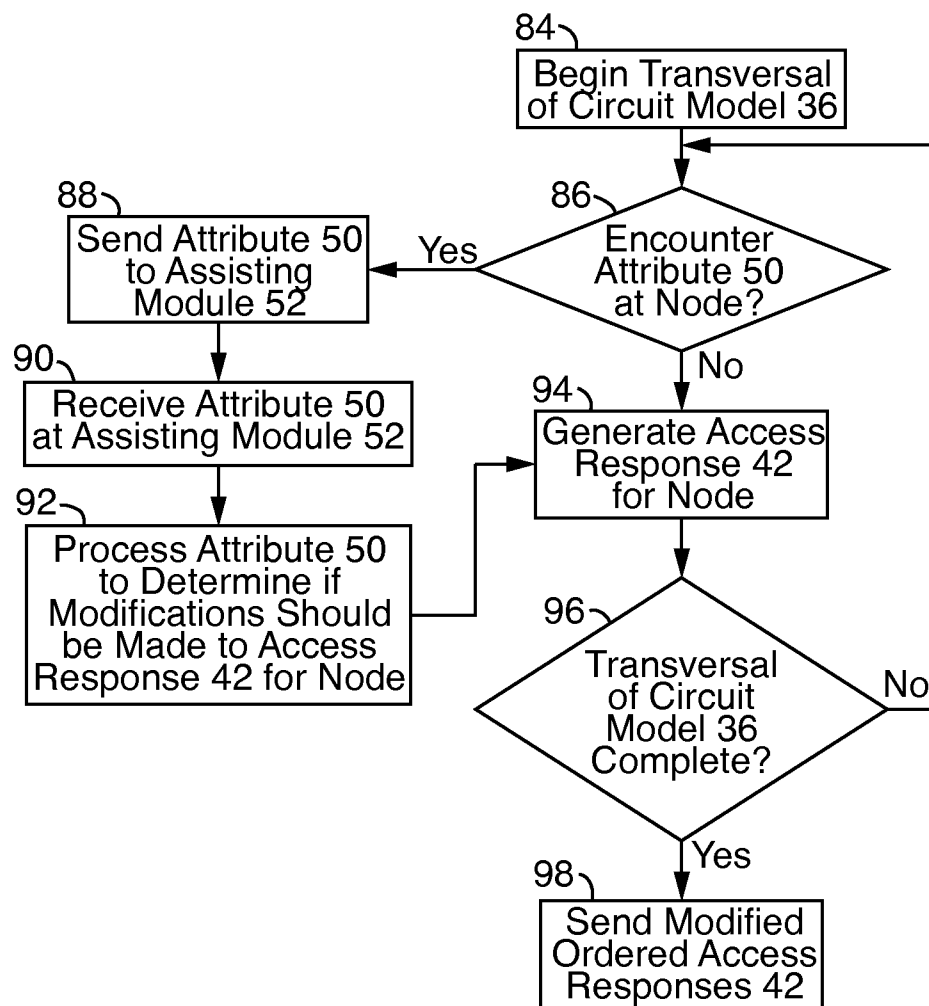 84
Begin Transversal
of Circuit Model 36
86
Encounter
Attribute 50
at Node?
Yes
No
88
Send Attribute 50
to Assisting
Module 52
90
Receive Attribute 50
at Assisting Module 52
92
Process Attribute 50
to Determine if
Modifications Should
be Made to Access
Response 42 for Node
94
Generate Access
Response 42
for Node
96
Transversal
of Circuit
Model 36
Complete?
No
Yes
98
Send Modified
Ordered Access
Responses 42